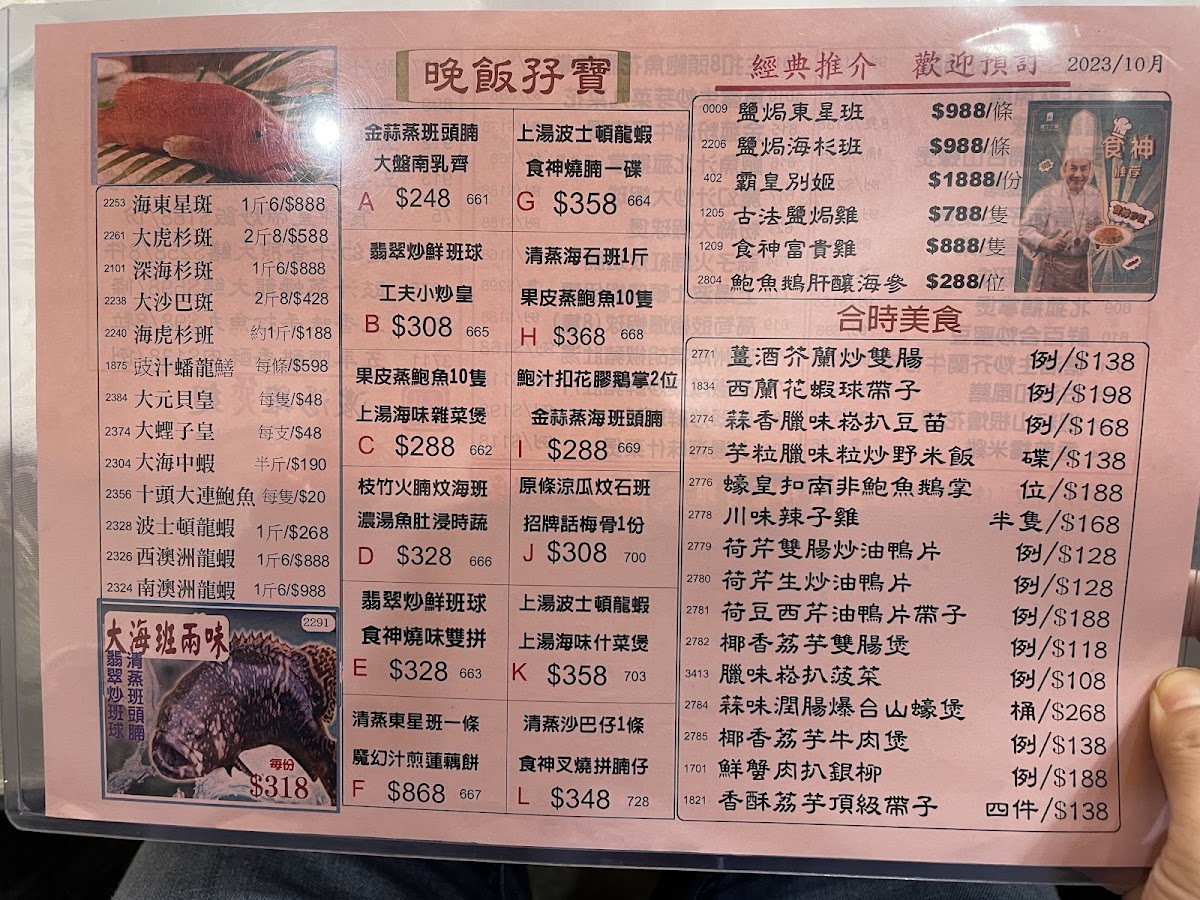 晚飯孖寶
經典推介 歡迎預訂 2023/10月
2253 海東星斑 1斤6/$888
2261 大虎杉斑 2斤8/$588
2101 深海杉斑 1斤6/$888
2238 大沙巴斑 2斤8/$428
2240 海虎杉斑 約1斤/$188
1875 豉汁蟠龍鱔 每條/$598
2384 大元貝皇 每隻/$48
2374 大蟶子皇 每支/$48
2304 大海中蝦 半斤/$190
2356 十頭大連鮑魚 每隻/$20
2328 波士頓龍蝦 1斤/$268
2326 西澳洲龍蝦 1斤6/$888
2324 南澳洲龍蝦 1斤6/$988
大海班兩味 2291
清蒸班頭腩
翡翠炒班球
每份
$318
金蒜蒸班頭腩
大盤南乳齊
A $248 661
翡翠炒鮮班球
工夫小炒皇
B $308 665
果皮蒸鮑魚10隻
上湯海味雜菜煲
C $288 662
枝竹火腩炆海班
濃湯魚肚浸時蔬
D $328 666
翡翠炒鮮班球
食神燒味雙拼
E $328 663
清蒸東星班一條
魔幻汁煎蓮藕餅
F $868 667
上湯波士頓龍蝦
食神燒腩一碟
G $358 664
清蒸海石班1斤
果皮蒸鮑魚10隻
H $368 668
鮑汁扣花膠鵝掌2位
金蒜蒸海班頭腩
I $288 669
原條涼瓜炆石班
招牌話梅骨1份
J $308 700
上湯波士頓龍蝦
上湯海味什菜煲
K $358 703
清蒸沙巴仔1條
食神叉燒拼腩仔
L $348 728
0009 鹽焗東星班 $988/條
2206 鹽焗海杉班 $988/條
402 霸皇別姬 $1888/份
1205 古法鹽焗雞 $788/隻
1209 食神富貴雞 $888/隻
2804 鮑魚鵝肝釀海參 $288/位
食神
推荐
合時美食
2771 薑酒芥蘭炒雙腸 例/$138
1834 西蘭花蝦球帶子 例/$198
2774 蒜香臘味崧扒豆苗 例/$168
2775 芋粒臘味粒炒野米飯 碟/$138
2776 蠔皇扣南非鮑魚鵝掌 位/$188
2778 川味辣子雞 半隻/$168
2779 荷芹雙腸炒油鴨片 例/$128
2780 荷芹生炒油鴨片 例/$128
2781 荷豆西芹油鴨片帶子 例/$188
2782 椰香荔芋雙腸煲 例/$118
3413 臘味崧扒菠菜 例/$108
2784 蒜味潤腸爆台山蠔煲 桶/$268
2785 椰香荔芋牛肉煲 例/$138
1701 鮮蟹肉扒銀柳 例/$188
1821 香酥荔芋頂級帶子 四件/$138